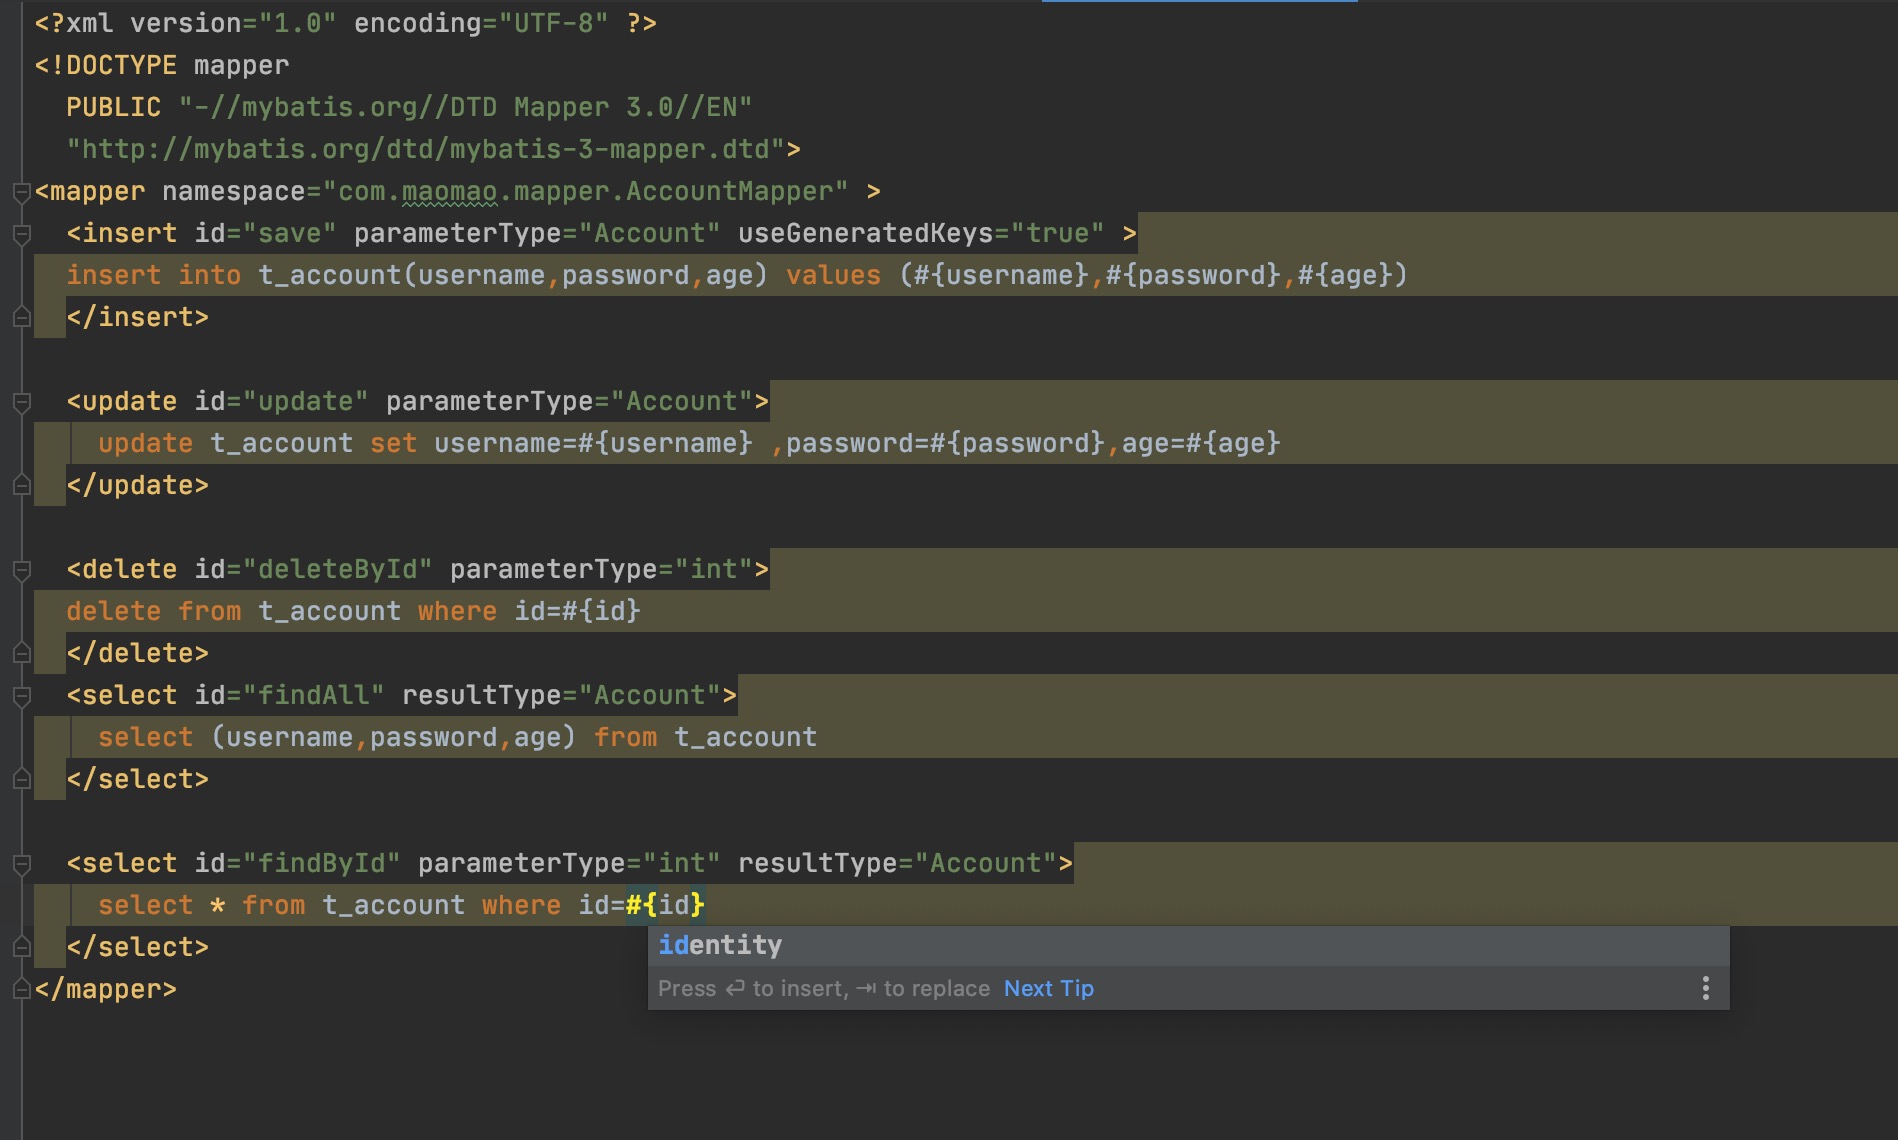 <?xml version="1.0" encoding="UTF-8" ?>
<!DOCTYPE mapper
PUBLIC "-//mybatis.org//DTD Mapper 3.0//EN"
"http://mybatis.org/dtd/mybatis-3-mapper.dtd">
<mapper namespace="com.maomao.mapper.AccountMapper" >
<insert id="save" parameterType="Account" useGeneratedKeys="true" >
insert into t_account(username,password,age) values (#{username},#{password},#{age})
</insert>
<update id="update" parameterType="Account">
update t_account set username=#{username} ,password=#{password},age=#{age}
</update>
<delete id="deleteById" parameterType="int">
delete from t_account where id=#{id}
</delete>
<select id="findAll" resultType="Account">
select (username,password,age) from t_account
</select>
<select id="findById" parameterType="int" resultType="Account">
select * from t_account where id=#{id}
</select>
identity
</mapper>
Press ↩ to insert, ⇥ to replace Next Tip